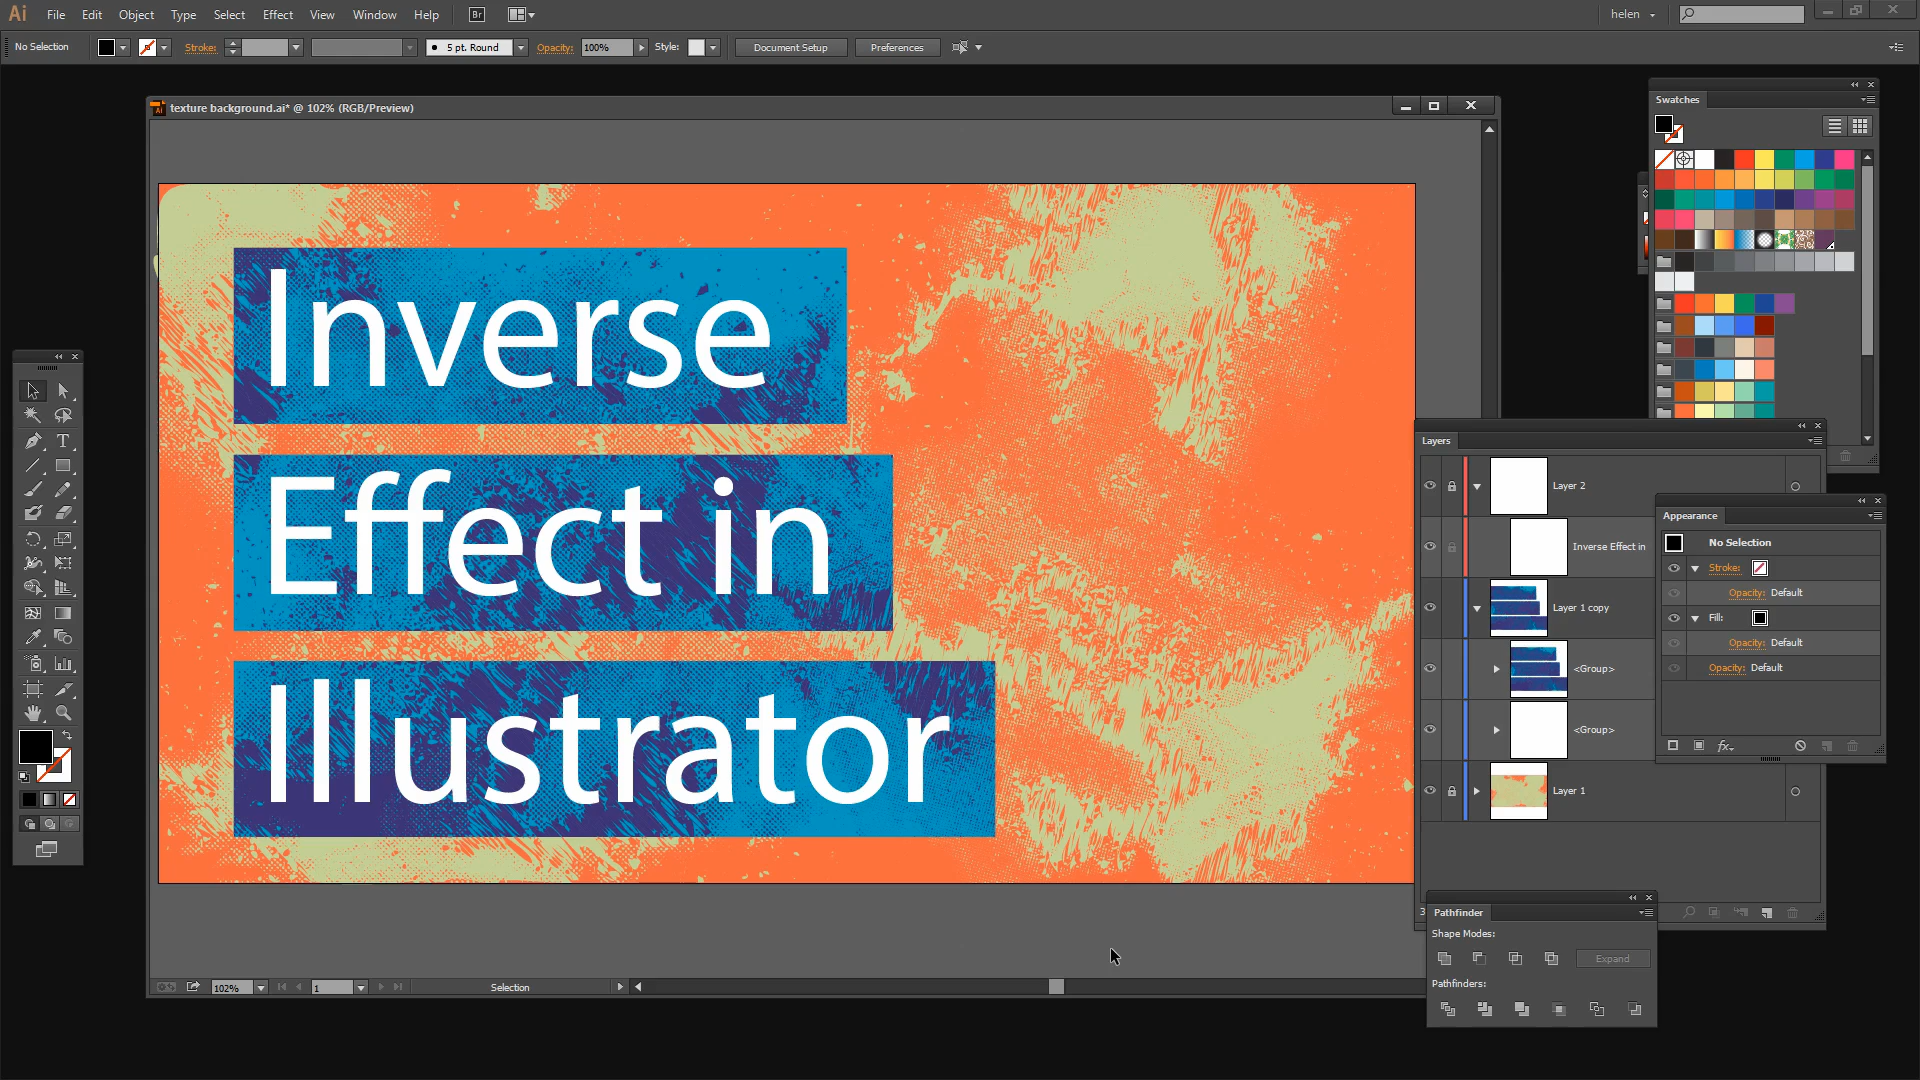 Ai File Edit Object Type Select Effect View Window Help Br helen
No Selection Stroke: 5 pt. Round Opacity: 100% Style: Document Setup Preferences
texture background.ai* @ 102% (RGB/Preview)
Swatches
Inverse
Effect in
Illustrator
Layers
Layer 2
Inverse Effect in
Layer 1 copy
<Group>
<Group>
Layer 1
Appearance
No Selection
Stroke:
Opacity: Default
Fill:
Opacity: Default
Opacity: Default
fx
3
Pathfinder
Shape Modes:
Expand
Pathfinders:
102% 1 Selection